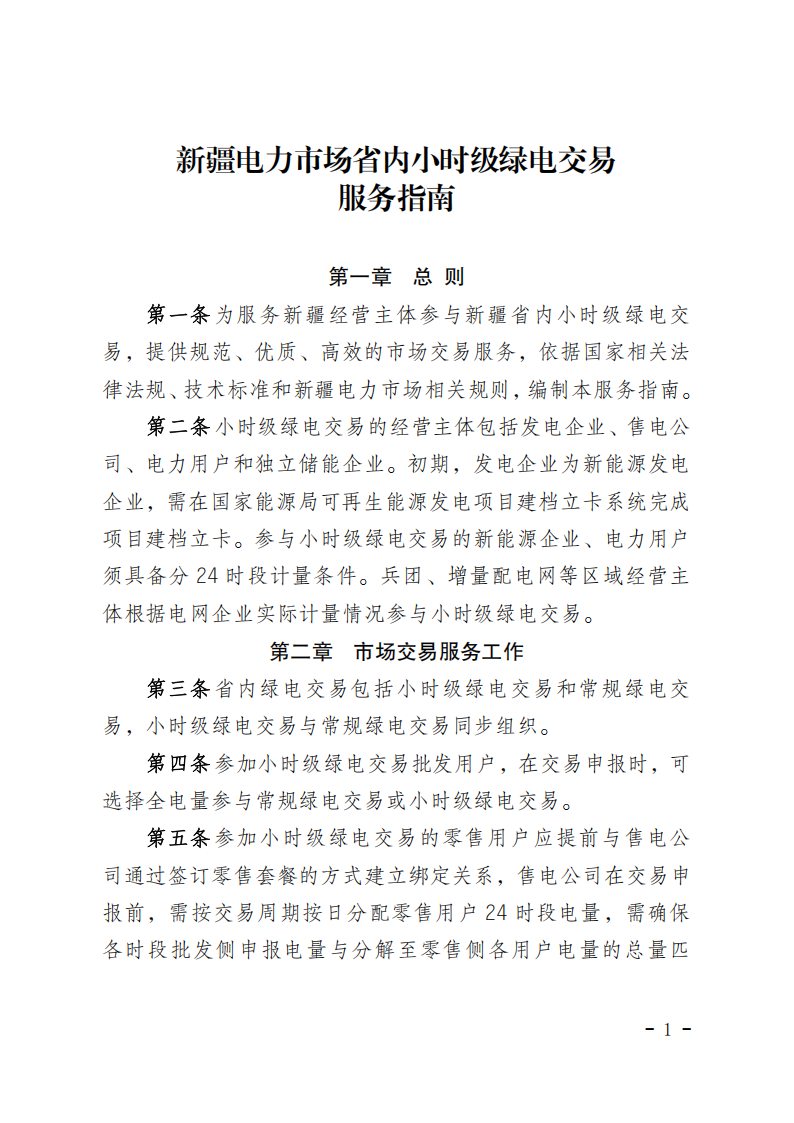 新疆电力市场省内小时级绿电交易
服务指南
第一章　总 则
第一条为服务新疆经营主体参与新疆省内小时级绿电交
易，提供规范、优质、高效的市场交易服务，依据国家相关法
律法规、技术标准和新疆电力市场相关规则，编制本服务指南。
第二条小时级绿电交易的经营主体包括发电企业、售电公
司、电力用户和独立储能企业。初期，发电企业为新能源发电
企业，需在国家能源局可再生能源发电项目建档立卡系统完成
项目建档立卡。参与小时级绿电交易的新能源企业、电力用户
须具备分 24 时段计量条件。兵团、增量配电网等区域经营主
体根据电网企业实际计量情况参与小时级绿电交易。
第二章　市场交易服务工作
第三条省内绿电交易包括小时级绿电交易和常规绿电交
易，小时级绿电交易与常规绿电交易同步组织。
第四条参加小时级绿电交易批发用户，在交易申报时，可
选择全电量参与常规绿电交易或小时级绿电交易。
第五条参加小时级绿电交易的零售用户应提前与售电公
司通过签订零售套餐的方式建立绑定关系，售电公司在交易申
报前，需按交易周期按日分配零售用户 24 时段电量，需确保
各时段批发侧申报电量与分解至零售侧各用户电量的总量匹
- 1 -